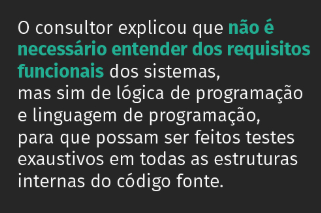 O consultor explicou que não é
necessário entender dos requisitos
funcionais dos sistemas,
mas sim de lógica de programação
e linguagem de programação,
para que possam ser feitos testes
exaustivos em todas as estruturas
internas do código fonte.